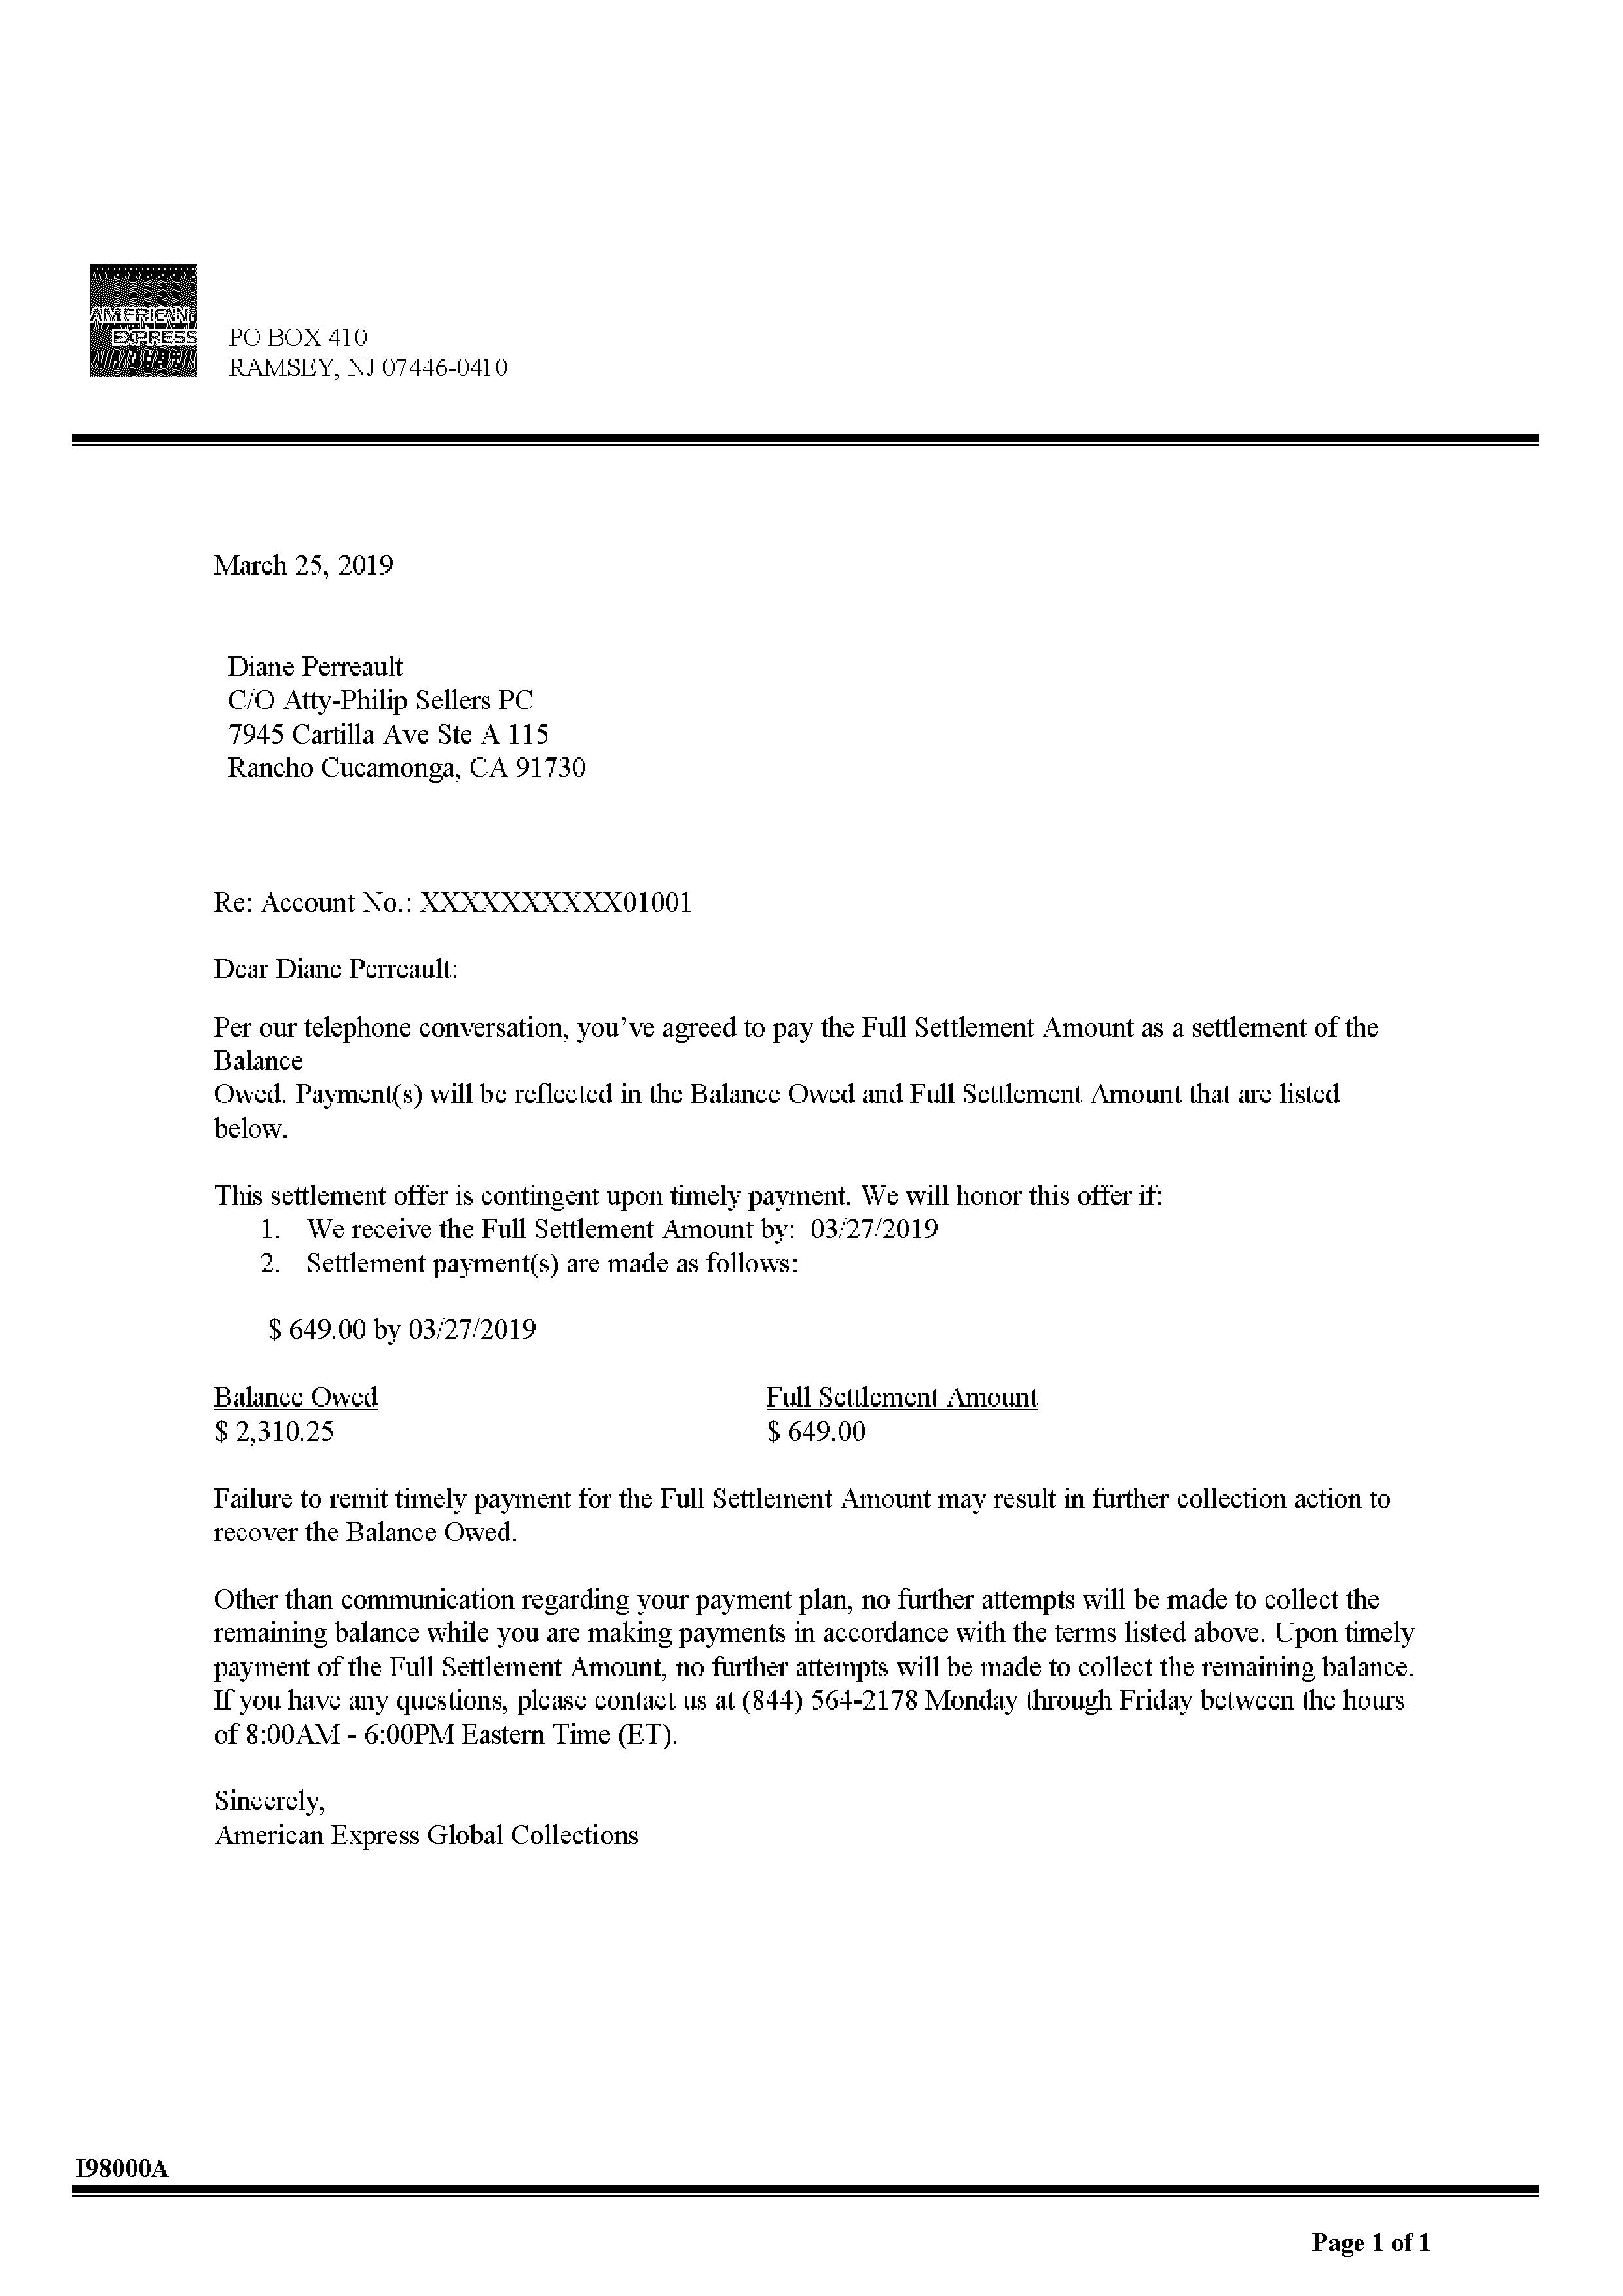 AMERICAN
EXPRESS
PO BOX 410
RAMSEY, NJ 07446-0410
March 25, 2019
Diane Perreault
C/O Atty-Philip Sellers PC
7945 Cartilla Ave Ste A 115
Rancho Cucamonga, CA 91730
Re: Account No.: XXXXXXXXXX01001
Dear Diane Perreault:
Per our telephone conversation, you’ve agreed to pay the Full Settlement Amount as a settlement of the
Balance
Owed. Payment(s) will be reflected in the Balance Owed and Full Settlement Amount that are listed
below.
This settlement offer is contingent upon timely payment. We will honor this offer if:
1. We receive the Full Settlement Amount by: 03/27/2019
2. Settlement payment(s) are made as follows:
$ 649.00 by 03/27/2019
Balance Owed Full Settlement Amount
$ 2,310.25 $ 649.00
Failure to remit timely payment for the Full Settlement Amount may result in further collection action to
recover the Balance Owed.
Other than communication regarding your payment plan, no further attempts will be made to collect the
remaining balance while you are making payments in accordance with the terms listed above. Upon timely
payment of the Full Settlement Amount, no further attempts will be made to collect the remaining balance.
If you have any questions, please contact us at (844) 564-2178 Monday through Friday between the hours
of 8:00AM - 6:00PM Eastern Time (ET).
Sincerely,
American Express Global Collections
I98000A
Page 1 of 1